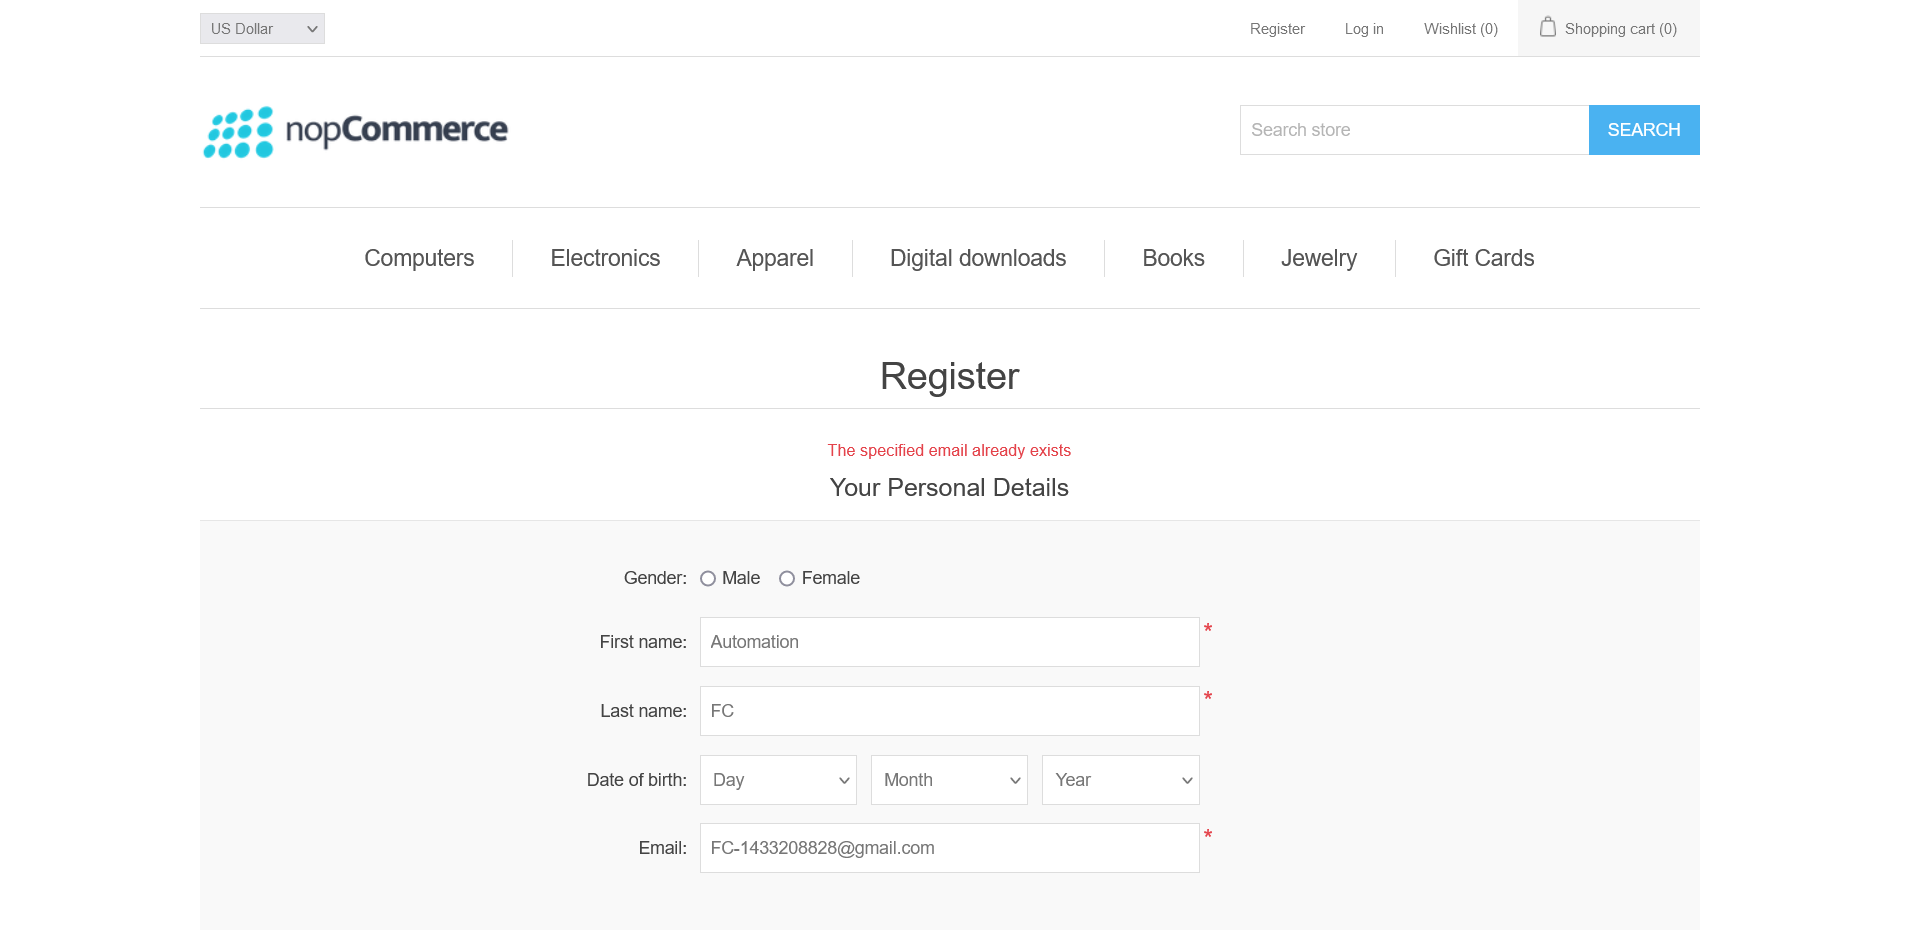 US Dollar
Register
Log in
Wishlist (0)
Shopping cart (0)
nopCommerce
Search store
SEARCH
Computers
Electronics
Apparel
Digital downloads
Books
Jewelry
Gift Cards
Register
The specified email already exists
Your Personal Details
Gender:
Male
Female
First name:
Automation
*
Last name:
FC
*
Date of birth:
Day
Month
Year
Email:
FC-1433208828@gmail.com
*